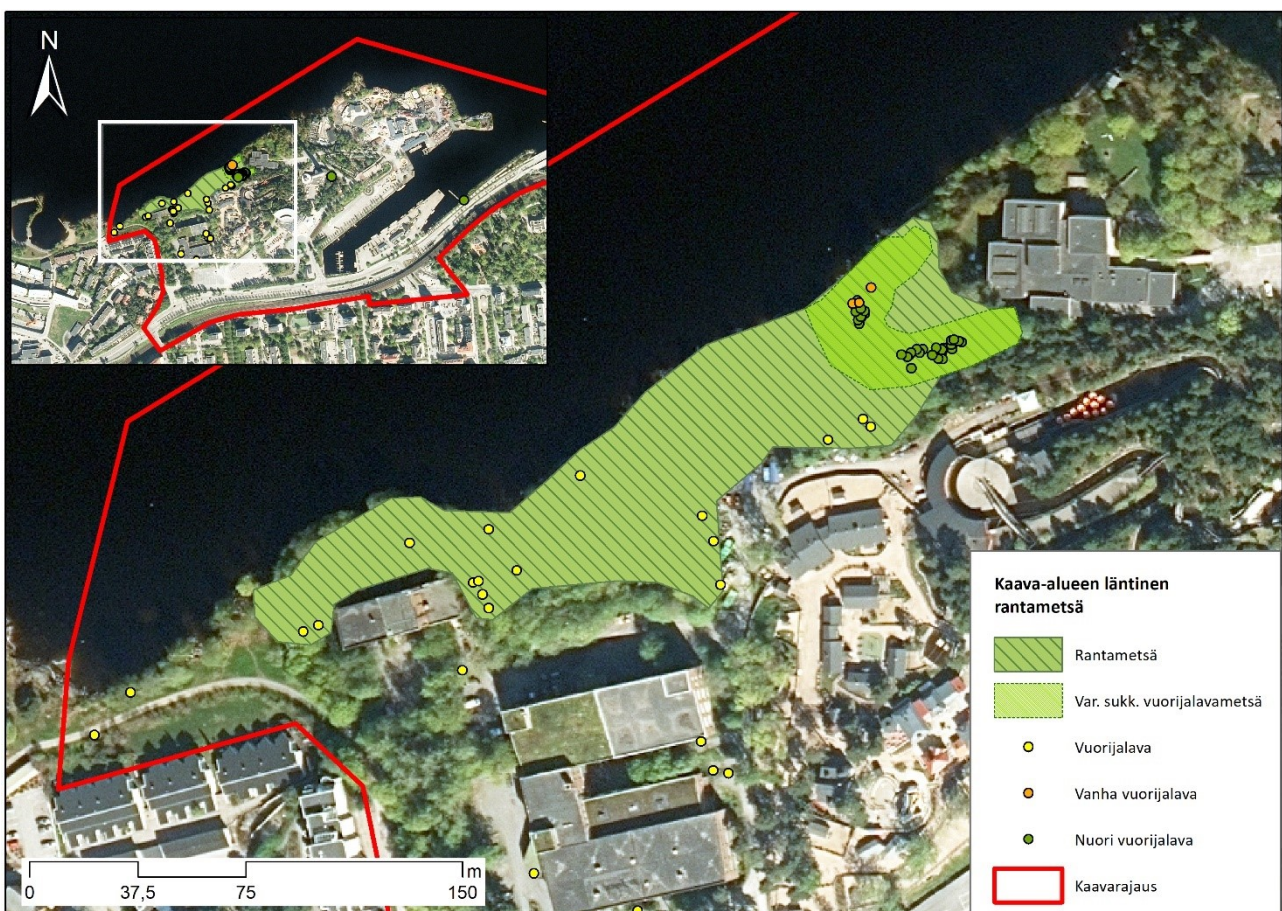 N
Kaava-alueen läntinen
rantametsä
Rantametsä
Var. sukk. vuorijalavametsä
Vuorijalava
Vanha vuorijalava
Nuori vuorijalava
Kaavarajaus
0 37,5 75 150 m